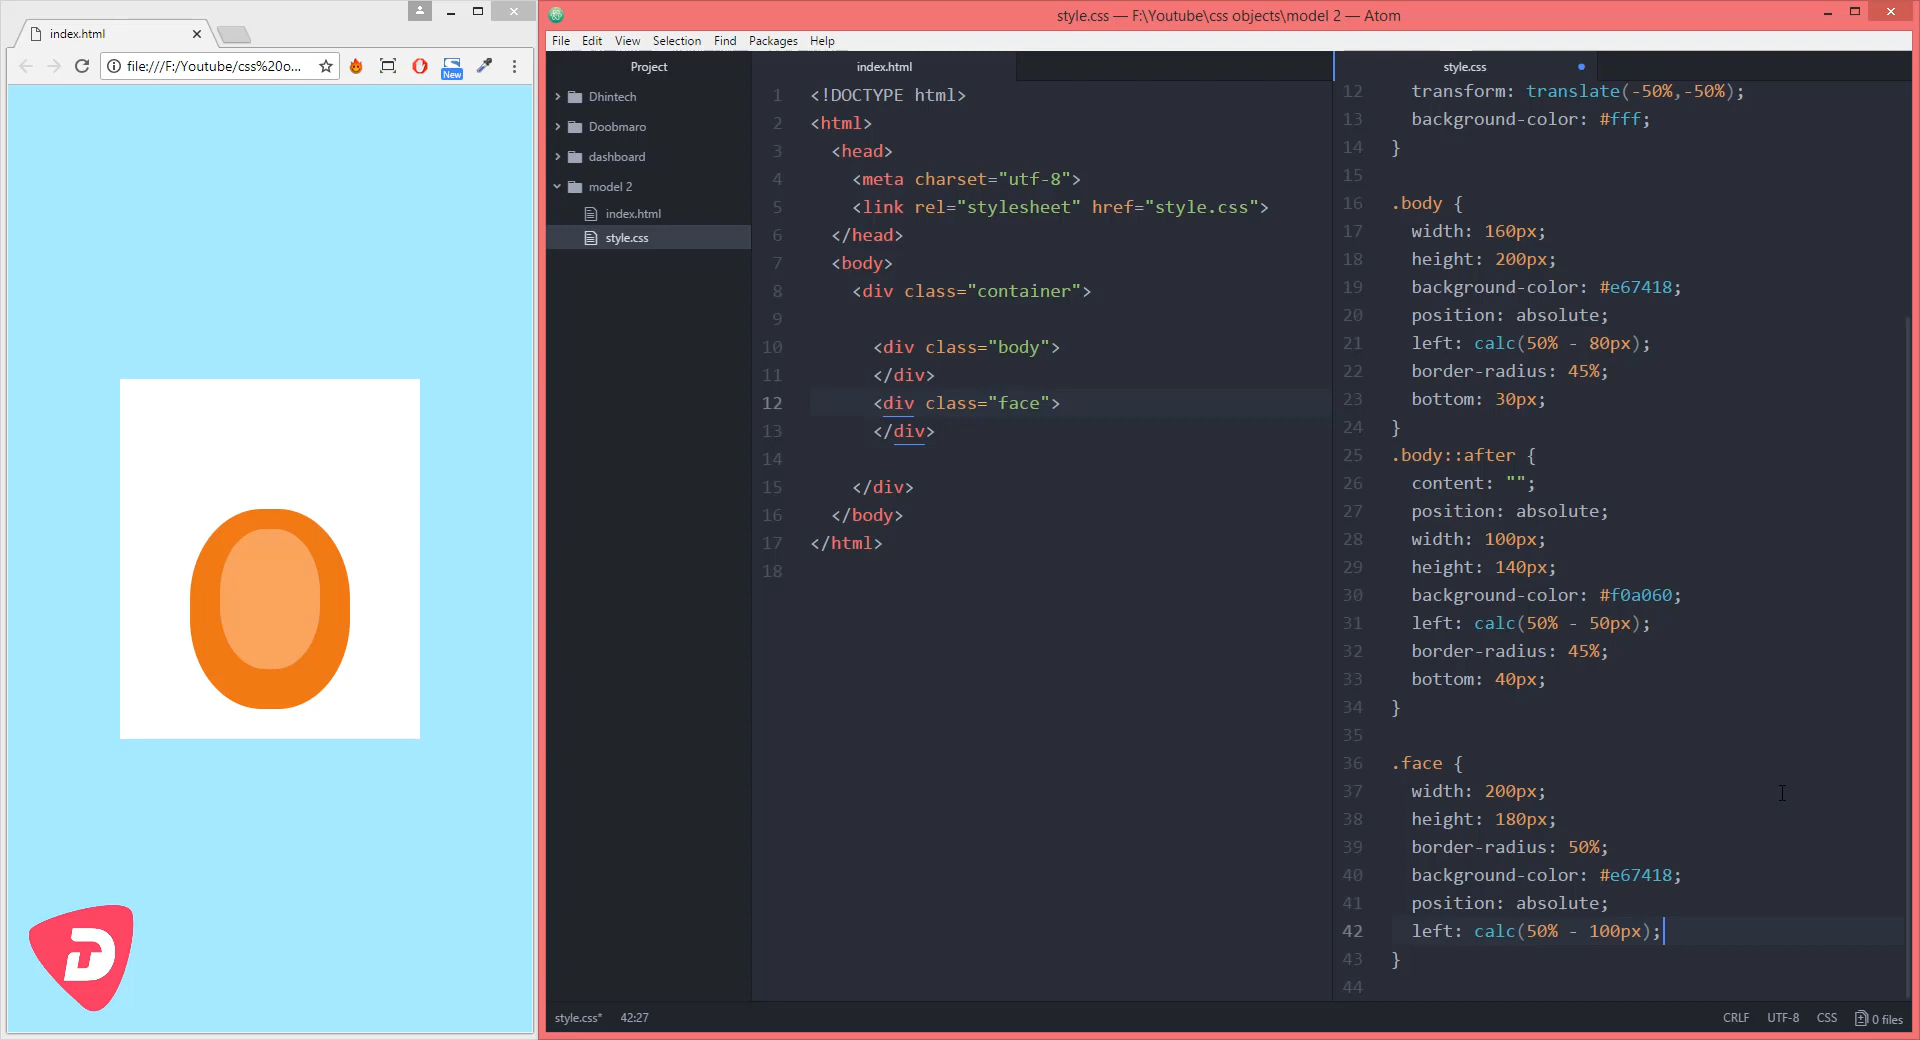 index.html
file:///F:/Youtube/css%20o...
New
D
style.css — F:\Youtube\css objects\model 2 — Atom
File Edit View Selection Find Packages Help
Project
Dhintech
Doobmaro
dashboard
model 2
index.html
style.css
index.html
1 <!DOCTYPE html>
2 <html>
3 <head>
4 <meta charset="utf-8">
5 <link rel="stylesheet" href="style.css">
6 </head>
7 <body>
8 <div class="container">
9
10 <div class="body">
11 </div>
12 <div class="face">
13 </div>
14
15 </div>
16 </body>
17 </html>
18
style.css
12 transform: translate(-50%,-50%);
13 background-color: #fff;
14 }
15
16 .body {
17 width: 160px;
18 height: 200px;
19 background-color: #e67418;
20 position: absolute;
21 left: calc(50% - 80px);
22 border-radius: 45%;
23 bottom: 30px;
24 }
25 .body::after {
26 content: "";
27 position: absolute;
28 width: 100px;
29 height: 140px;
30 background-color: #f0a060;
31 left: calc(50% - 50px);
32 border-radius: 45%;
33 bottom: 40px;
34 }
35
36 .face {
37 width: 200px;
38 height: 180px;
39 border-radius: 50%;
40 background-color: #e67418;
41 position: absolute;
42 left: calc(50% - 100px);
43 }
44
style.css* 42:27
CRLF UTF-8 CSS 0 files